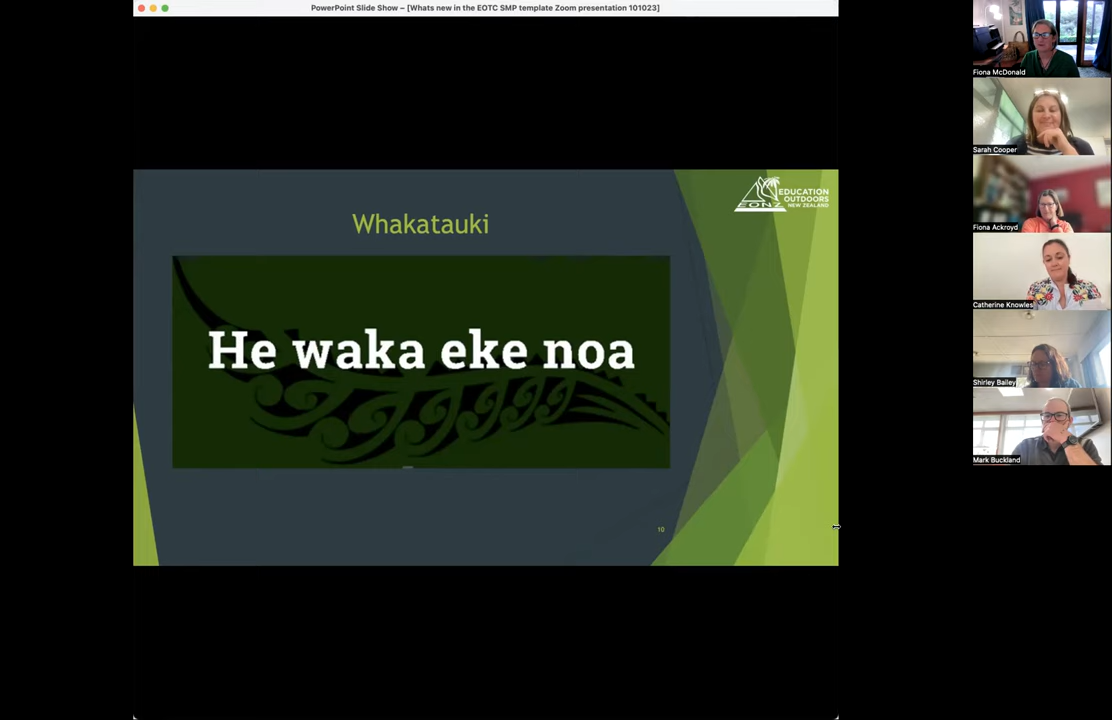 PowerPoint Slide Show – [Whats new in the EOTC SMP template Zoom presentation 101023]
EONZ
EDUCATION
OUTDOORS
NEW ZEALAND
Whakatauki
He waka eke noa
10
Fiona McDonald
Sarah Cooper
Fiona Ackroyd
Catherine Knowles
Shirley Bailey
Mark Buckland